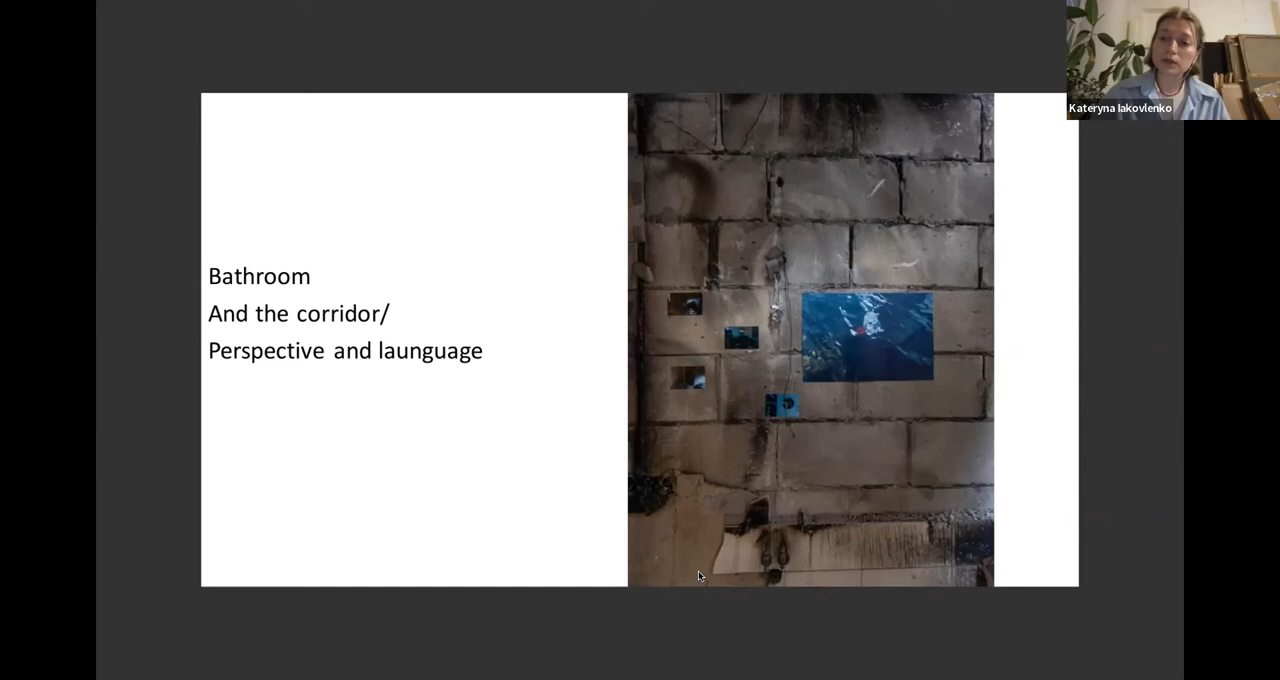 Kateryna Iakovlenko
Bathroom
And the corridor/
Perspective and launguage